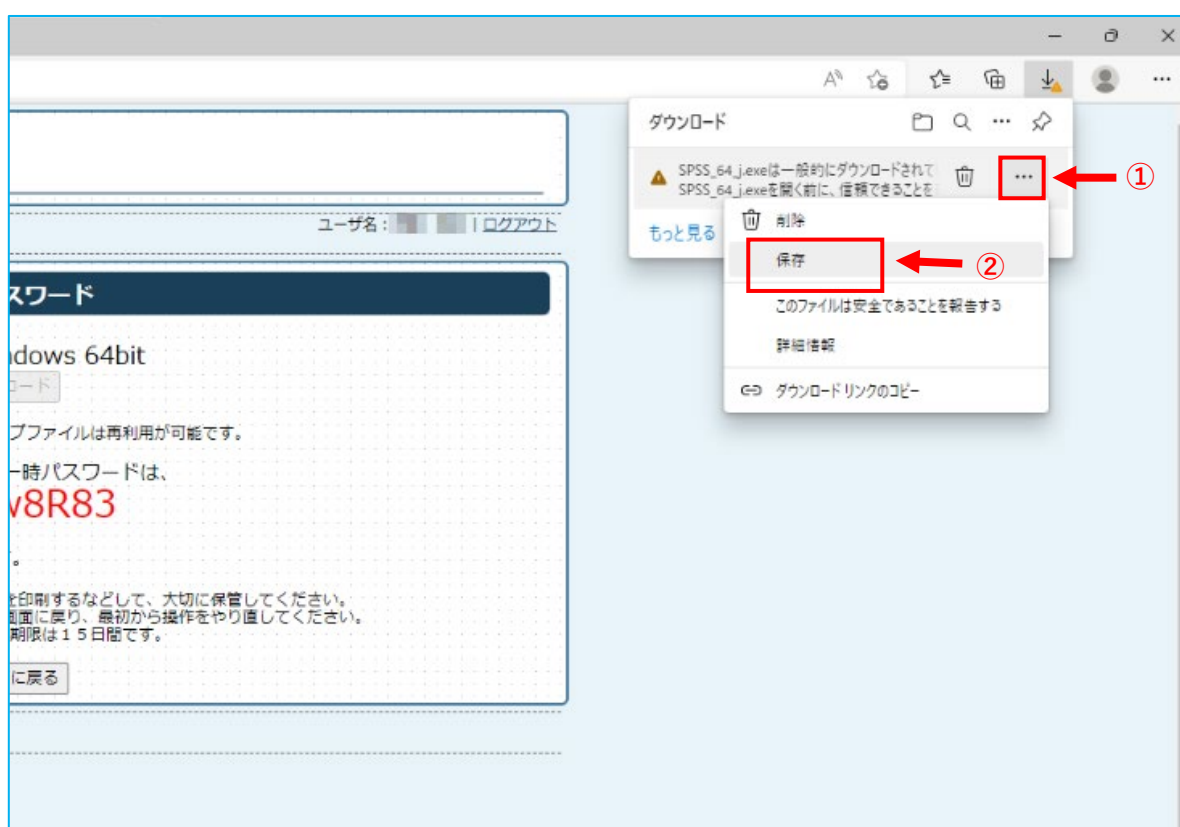 ダウンロード
①
SPSS_64_j.exeは一般的にダウンロードされて
SPSS_64_j.exeを開く前に、信頼できることを
もっと見る
削除
保存
②
このファイルは安全であることを報告する
詳細情報
ダウンロード リンクのコピー
ユーザ名: | ログアウト
スワード
dows 64bit
ード
プファイルは再利用が可能です。
一時パスワードは、
8R83
。
を印刷するなどして、大切に保管してください。
画面に戻り、最初から操作をやり直してください。
期限は15日間です。
に戻る